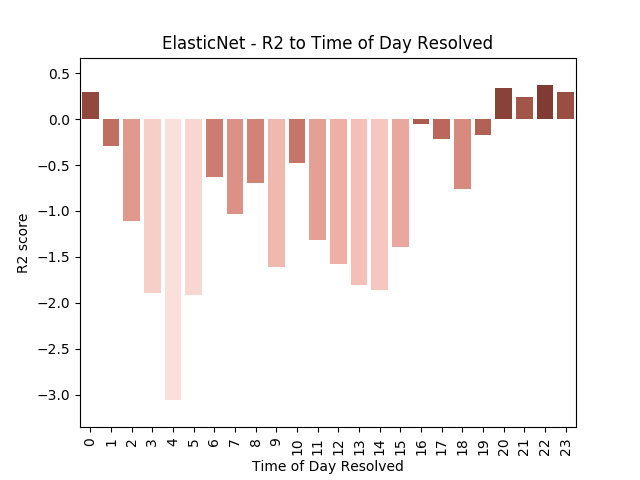 ElasticNet - R2 to Time of Day Resolved
0.5
0.0
−0.5
−1.0
−1.5
−2.0
−2.5
−3.0
R2 score
0 1 2 3 4 5 6 7 8 9 10 11 12 13 14 15 16 17 18 19 20 21 22 23
Time of Day Resolved